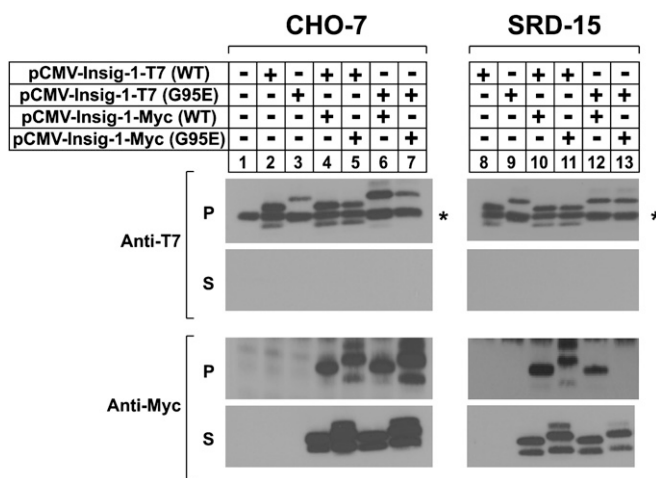 CHO-7 SRD-15
pCMV-Insig-1-T7 (WT) - + - + + - - + - + + - -
pCMV-Insig-1-T7 (G95E) - - + - - + + - + - - + +
pCMV-Insig-1-Myc (WT) - - - + - + - - - + - + -
pCMV-Insig-1-Myc (G95E) - - - - + - + - - - + - +
1 2 3 4 5 6 7 8 9 10 11 12 13
P * *
Anti-T7
S
P
Anti-Myc
S